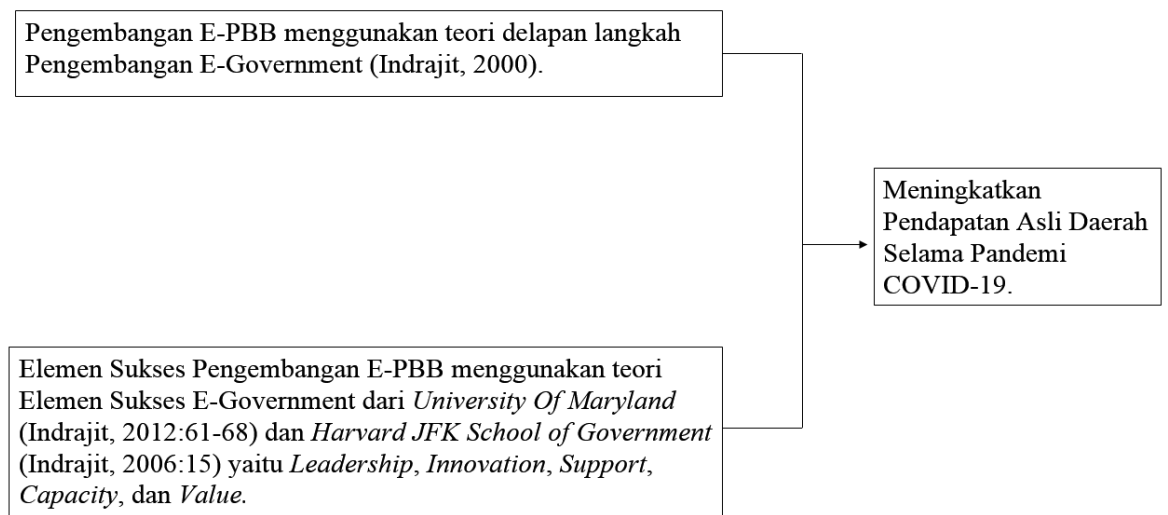 Pengembangan E-PBB menggunakan teori delapan langkah
Pengembangan E-Government (Indrajit, 2000).
Meningkatkan
Pendapatan Asli Daerah
Selama Pandemi
COVID-19.
Elemen Sukses Pengembangan E-PBB menggunakan teori
Elemen Sukses E-Government dari University Of Maryland
(Indrajit, 2012:61-68) dan Harvard JFK School of Government
(Indrajit, 2006:15) yaitu Leadership, Innovation, Support,
Capacity, dan Value.